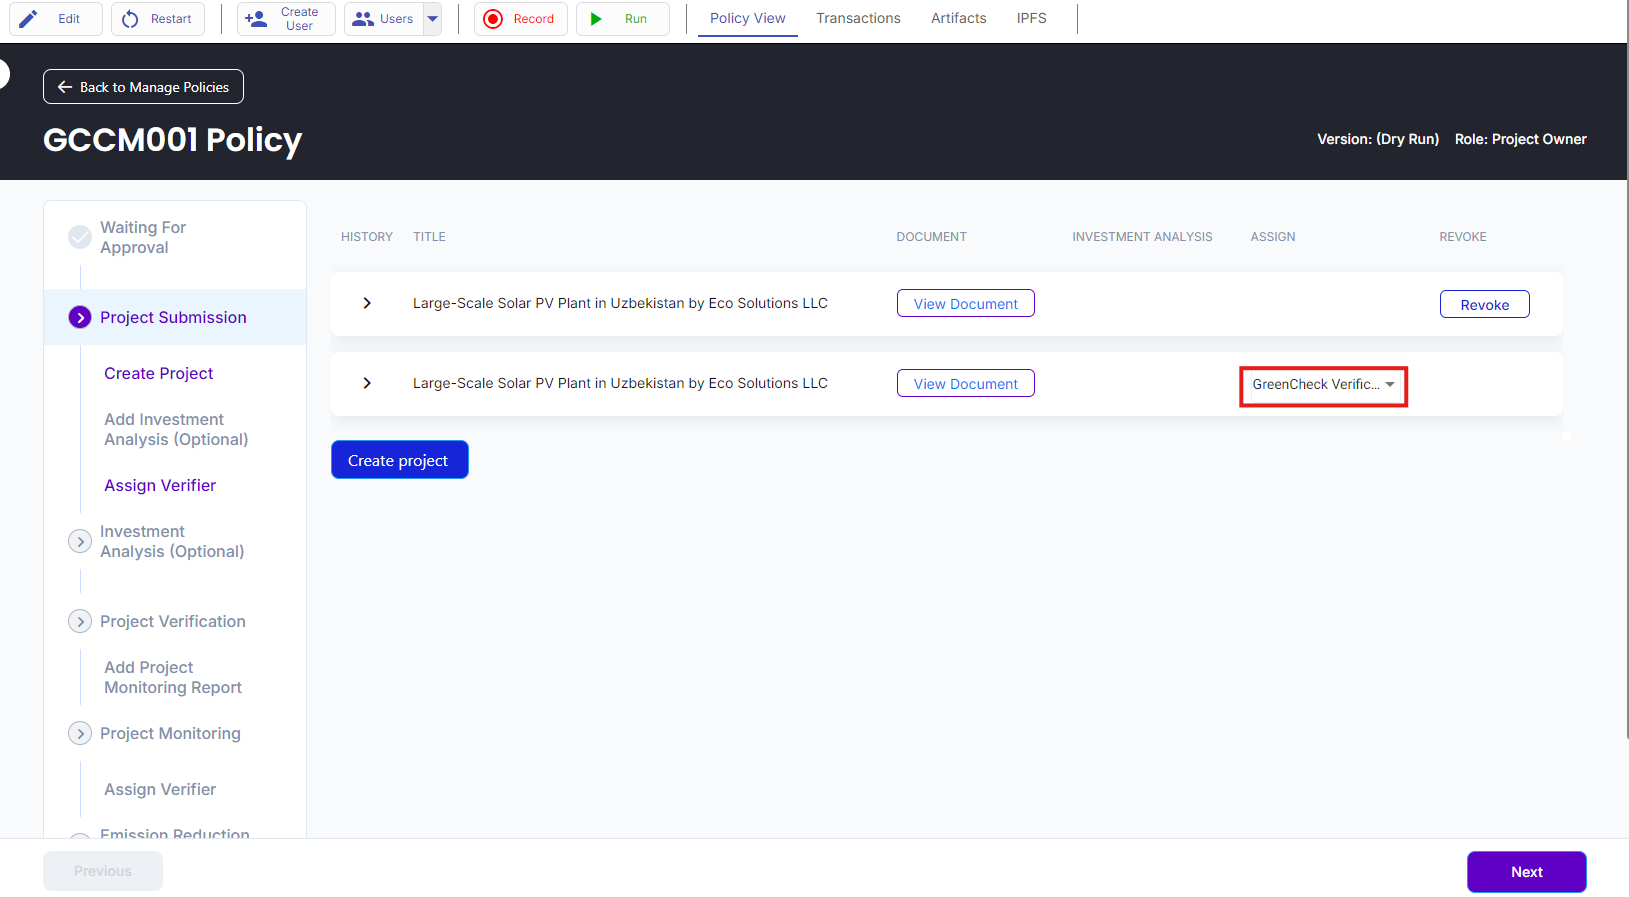 Edit
Restart
Create
User
Users
Record
Run
Policy View
Transactions
Artifacts
IPFS
Back to Manage Policies
GCCM001 Policy
Version: (Dry Run)
Role: Project Owner
Waiting For
Approval
Project Submission
Create Project
Add Investment
Analysis (Optional)
Assign Verifier
Investment
Analysis (Optional)
Project Verification
Add Project
Monitoring Report
Project Monitoring
Assign Verifier
Emission Reduction
HISTORY
TITLE
DOCUMENT
INVESTMENT ANALYSIS
ASSIGN
REVOKE
Large-Scale Solar PV Plant in Uzbekistan by Eco Solutions LLC
View Document
Revoke
Large-Scale Solar PV Plant in Uzbekistan by Eco Solutions LLC
View Document
GreenCheck Verific...
Create project
Previous
Next